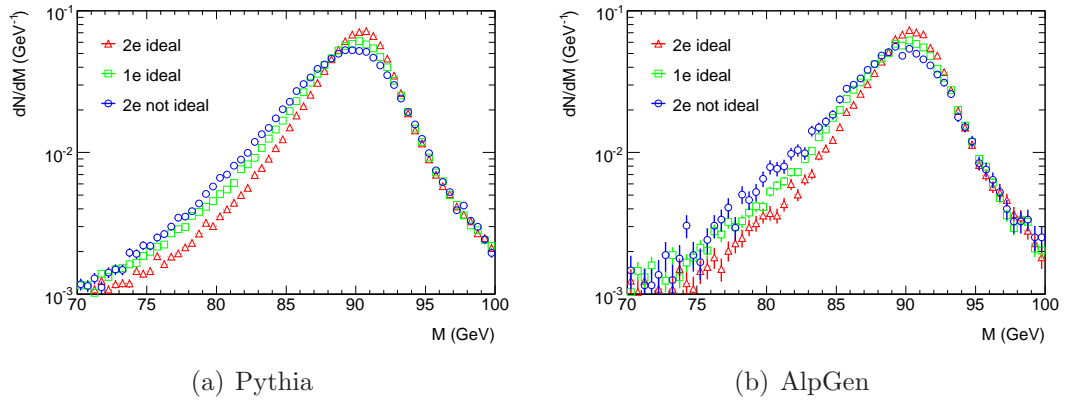 dN/dM (GeV⁻¹)
10⁻¹
2e ideal
1e ideal
2e not ideal
10⁻²
10⁻³
70 75 80 85 90 95 100
M (GeV)
(a) Pythia
dN/dM (GeV⁻¹)
10⁻¹
2e ideal
1e ideal
2e not ideal
10⁻²
10⁻³
70 75 80 85 90 95 100
M (GeV)
(b) AlpGen